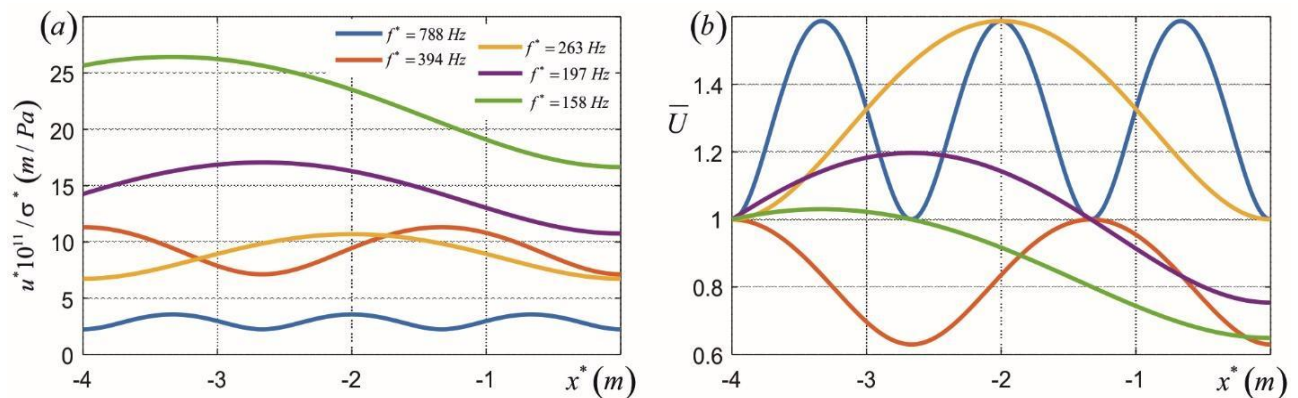 (a)
f* = 788 Hz
f* = 394 Hz
f* = 263 Hz
f* = 197 Hz
f* = 158 Hz
u*10¹¹/σ* (m/Pa)
25
20
15
10
5
0
-4
-3
-2
-1
x* (m)
(b)
Ū
1.4
1.2
1
0.8
0.6
-4
-3
-2
-1
x* (m)